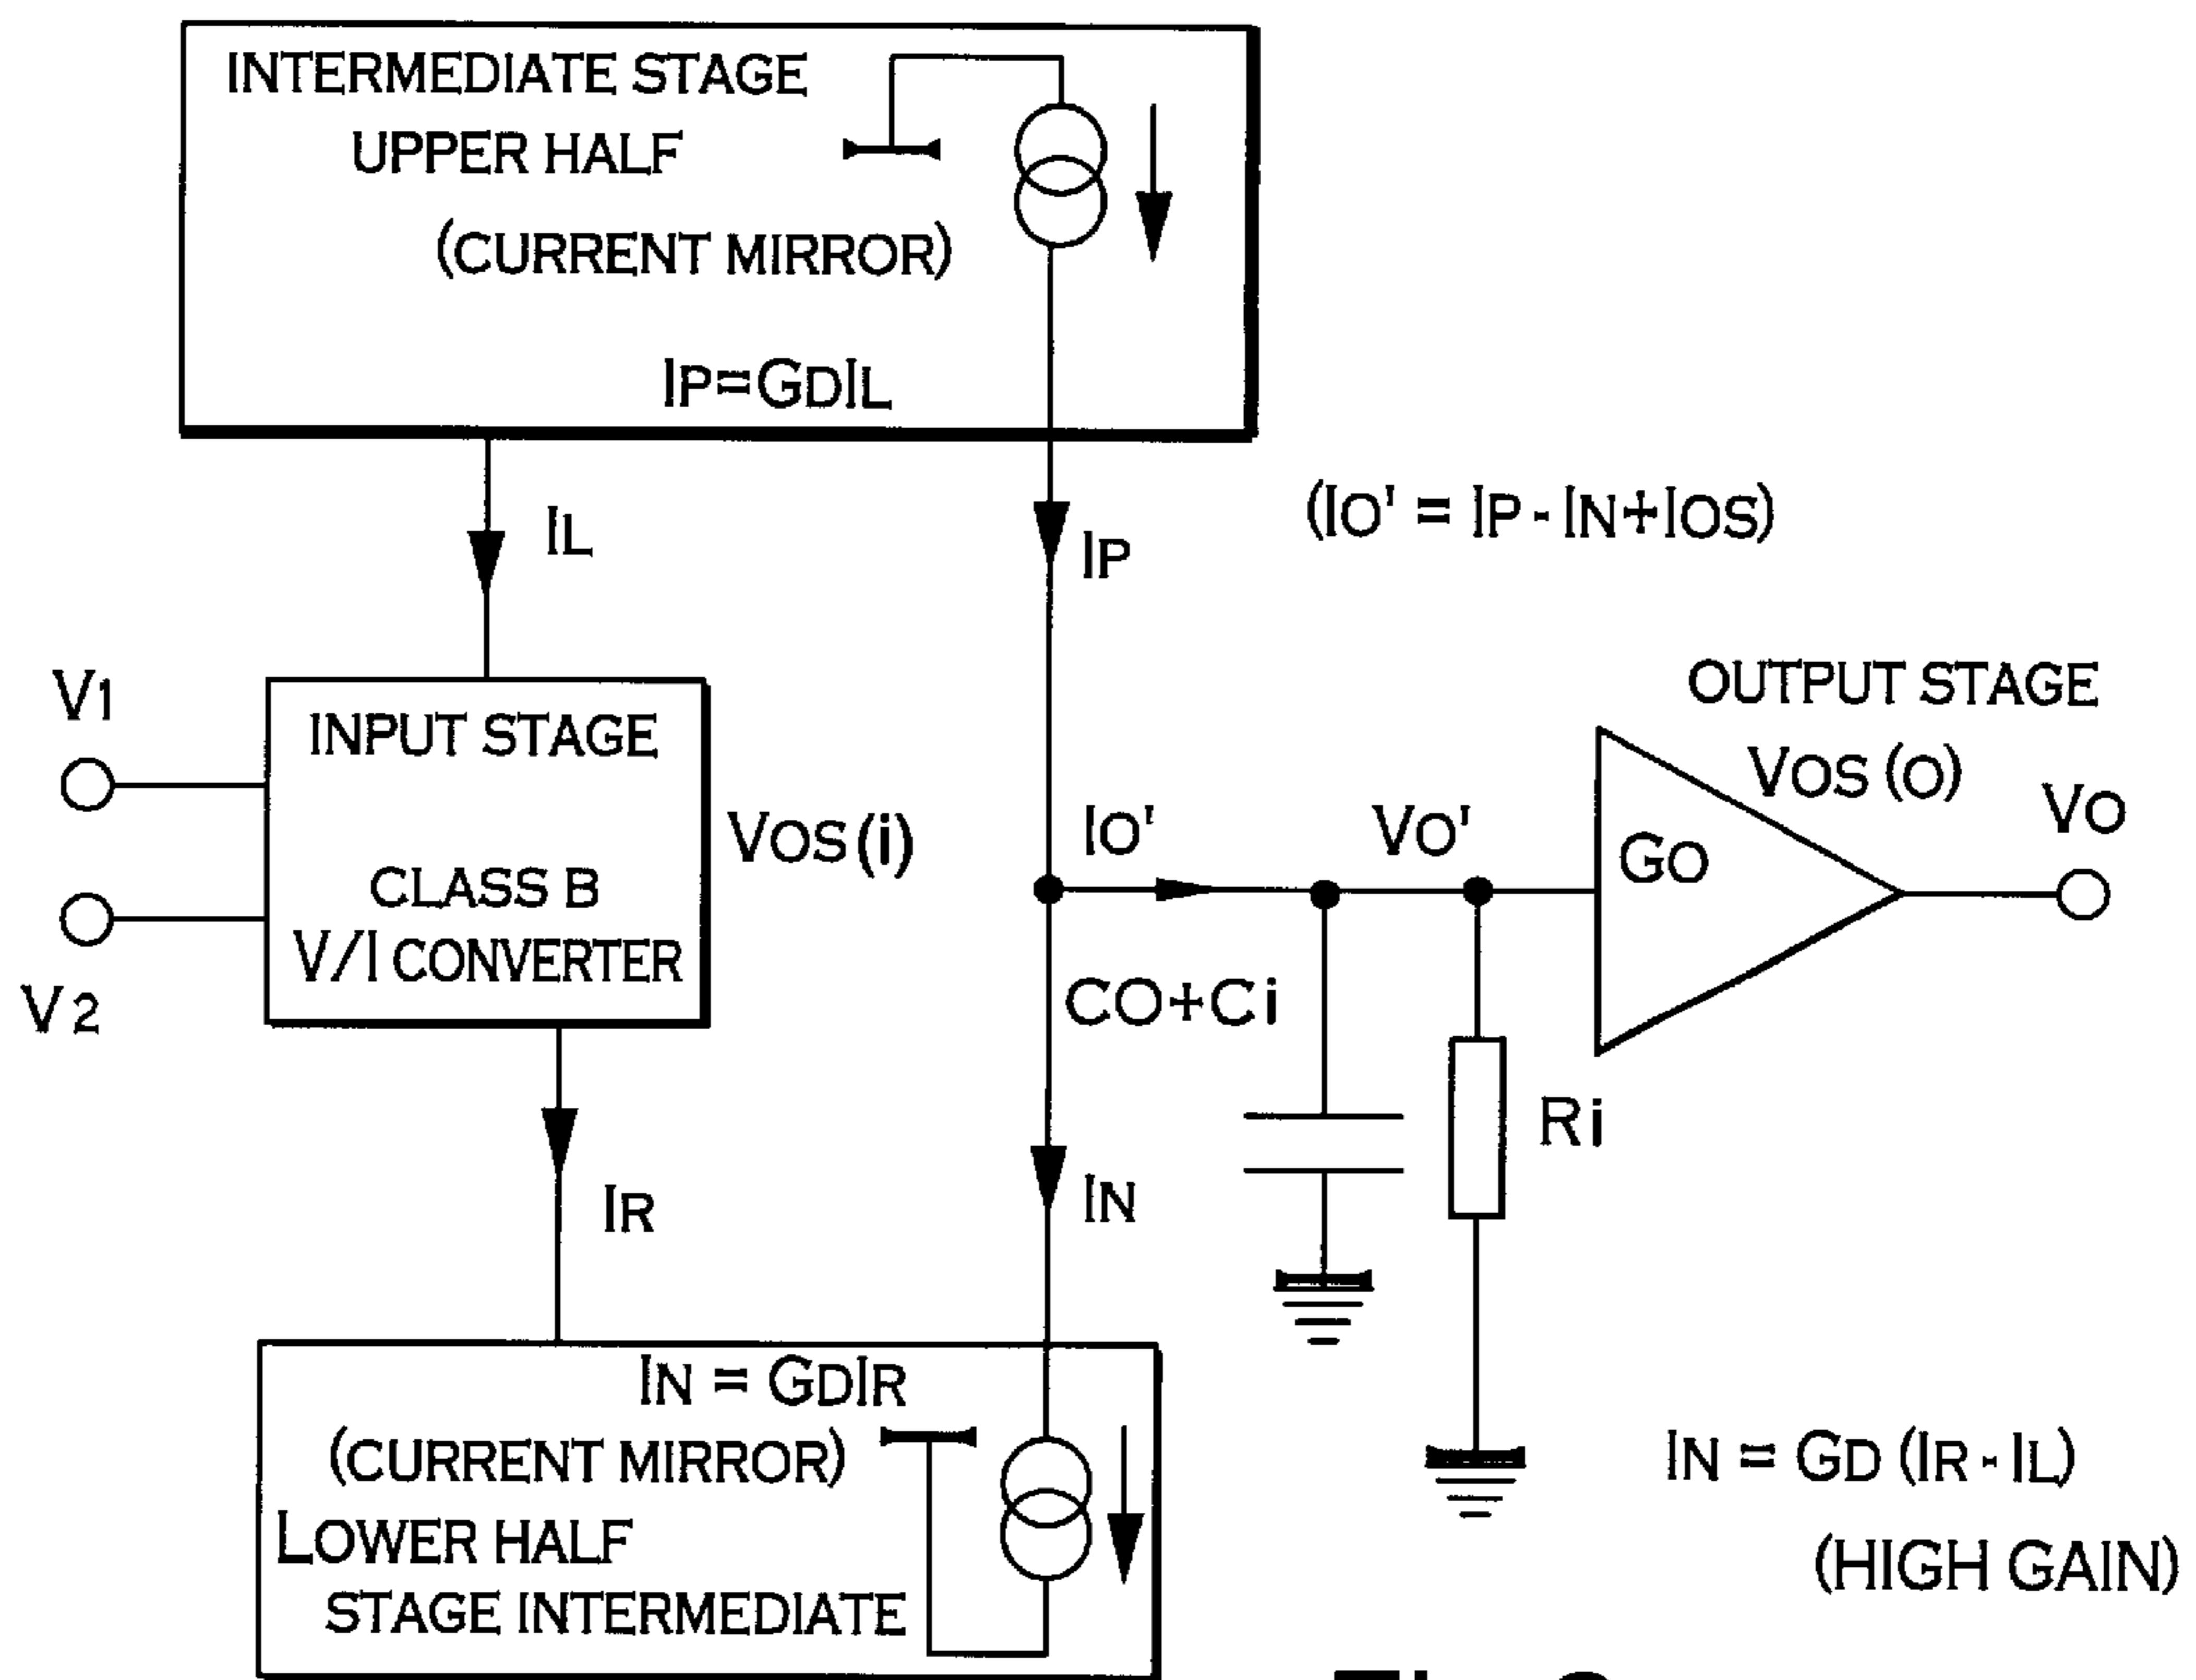 INTERMEDIATE STAGE
UPPER HALF
(CURRENT MIRROR)
IP=GDIL
IL
IP
(IO' = IP - IN+IOS)
V1
V2
INPUT STAGE
CLASS B
V/I CONVERTER
VOS (i)
IO'
VO'
OUTPUT STAGE
VOS (O)
GO
VO
CO+Ci
Ri
IR
IN
IN = GDIR
(CURRENT MIRROR)
LOWER HALF
STAGE INTERMEDIATE
IN = GD (IR - IL)
(HIGH GAIN)